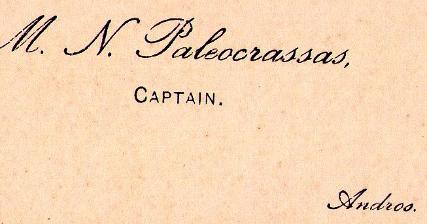 M. N. Paleocrassas,
CAPTAIN.
Andros.